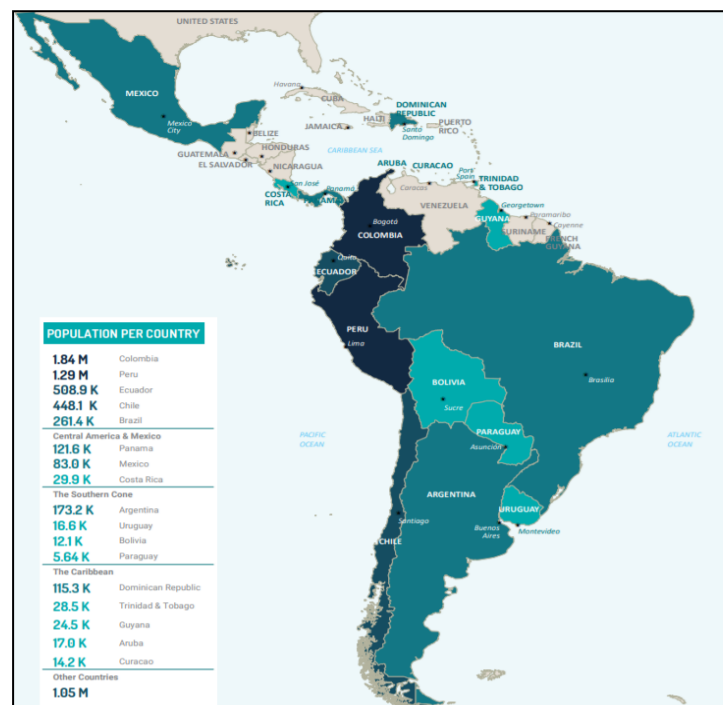 UNITED STATES
MEXICO
Mexico
City
Havana
CUBA
HAITI
DOMINICAN
REPUBLIC
Santo
Domingo
PUERTO
RICO
JAMAICA
BELIZE
GUATEMALA
HONDURAS
EL SALVADOR
NICARAGUA
CARIBBEAN SEA
ARUBA
CURACAO
Port
Spain
TRINIDAD
& TOBAGO
COSTA
RICA
San José
Panamá
PANAMA
Caracas
VENEZUELA
Georgetown
GUYANA
Paramaribo
SURINAME
Cayenne
FRENCH
GUYANA
Bogotá
COLOMBIA
Quito
ECUADOR
PERU
Lima
BRAZIL
Brasília
BOLIVIA
Sucre
PARAGUAY
Asunción
PACIFIC
OCEAN
ATLANTIC
OCEAN
ARGENTINA
URUGUAY
Santiago
Buenos
Aires
Montevideo
CHILE
POPULATION PER COUNTRY
1.84 M Colombia
1.29 M Peru
508.9 K Ecuador
448.1 K Chile
261.4 K Brazil
Central America & Mexico
121.6 K Panama
83.0 K Mexico
29.9 K Costa Rica
The Southern Cone
173.2 K Argentina
16.6 K Uruguay
12.1 K Bolivia
5.64 K Paraguay
The Caribbean
115.3 K Dominican Republic
28.5 K Trinidad & Tobago
24.5 K Guyana
17.0 K Aruba
14.2 K Curacao
Other Countries
1.05 M